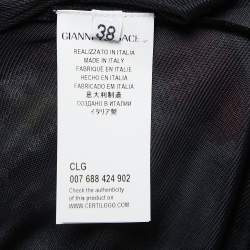 GIANNI
38
REALIZZATO IN ITALIA
MADE IN ITALY
FABRIQUÉ EN ITALIE
HECHO EN ITALIA
FABRICADO EM ITÁLIA
意大利制造
СОЗДАНО В ИТАЛИИ
イタリア製
CLG
007 688 424 902
Check the authenticity
of this product on
WWW.CERTILOGO.COM